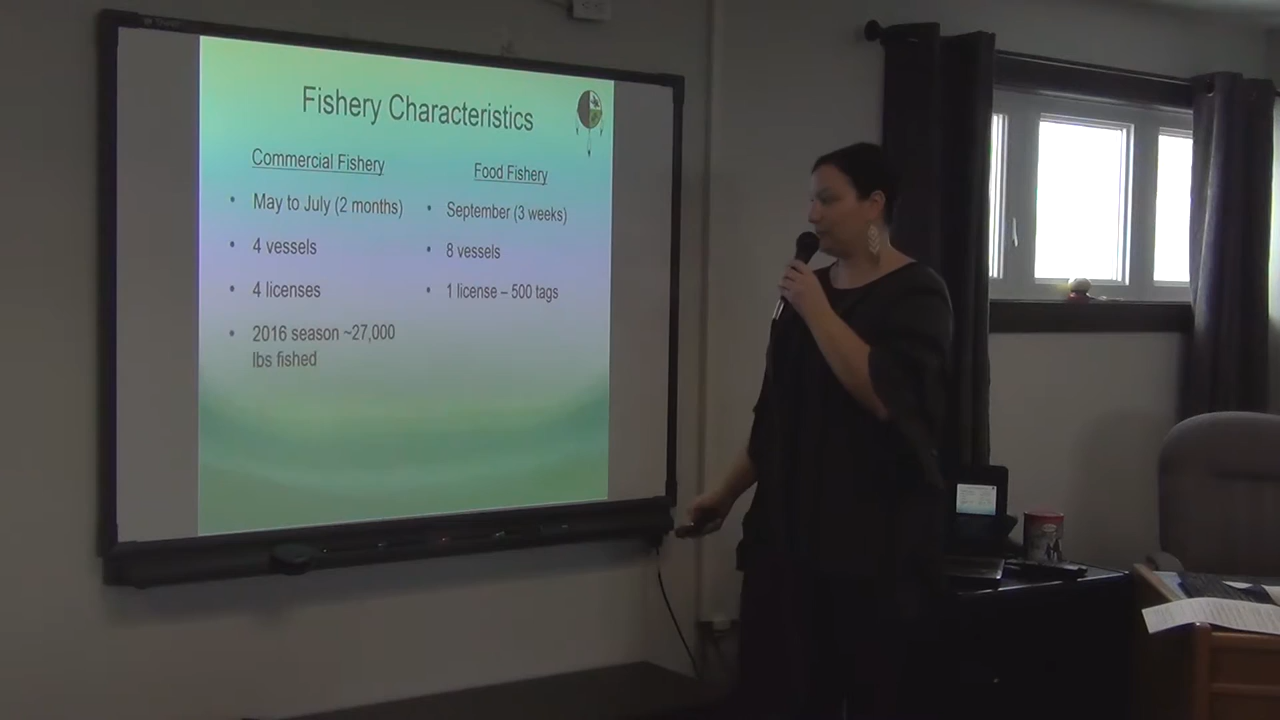 Fishery Characteristics
Commercial Fishery
• May to July (2 months)
• 4 vessels
• 4 licenses
• 2016 season ~27,000
lbs fished
Food Fishery
• September (3 weeks)
• 8 vessels
• 1 license – 500 tags